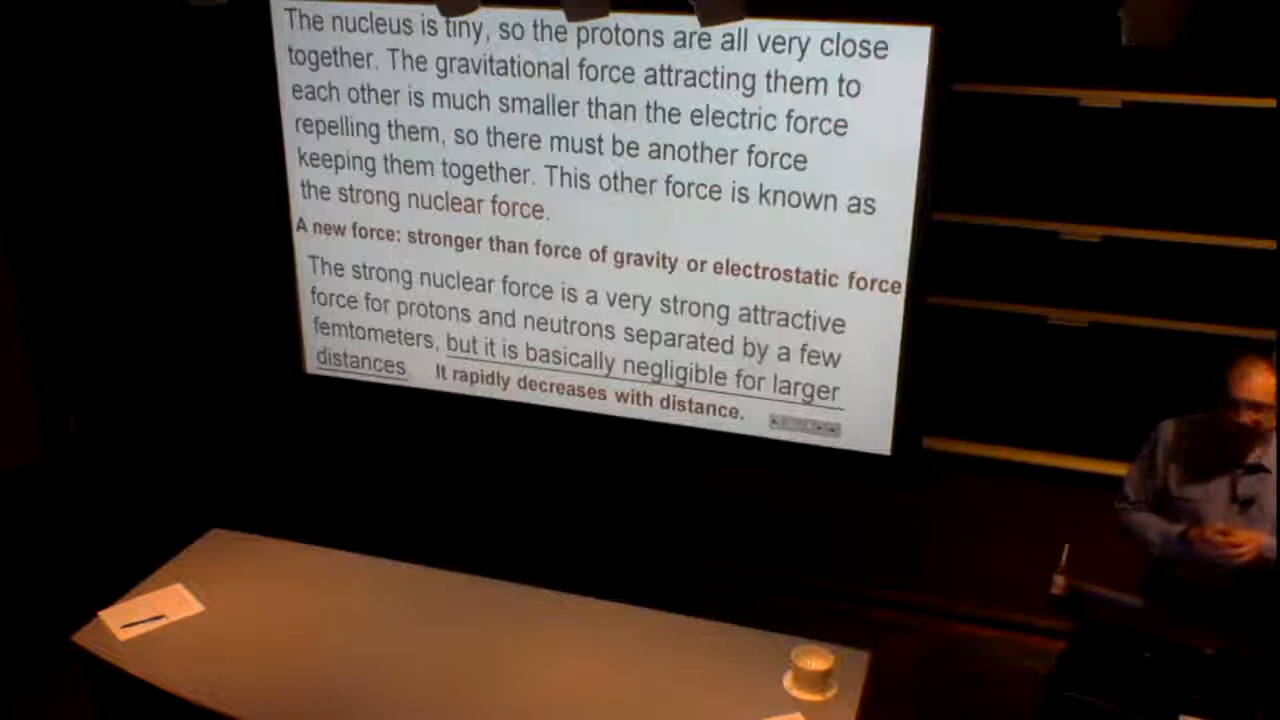 The nucleus is tiny, so the protons are all very close
together. The gravitational force attracting them to
each other is much smaller than the electric force
repelling them, so there must be another force
keeping them together. This other force is known as
the strong nuclear force.
A new force: stronger than force of gravity or electrostatic force
The strong nuclear force is a very strong attractive
force for protons and neutrons separated by a few
femtometers, but it is basically negligible for larger
distances It rapidly decreases with distance.